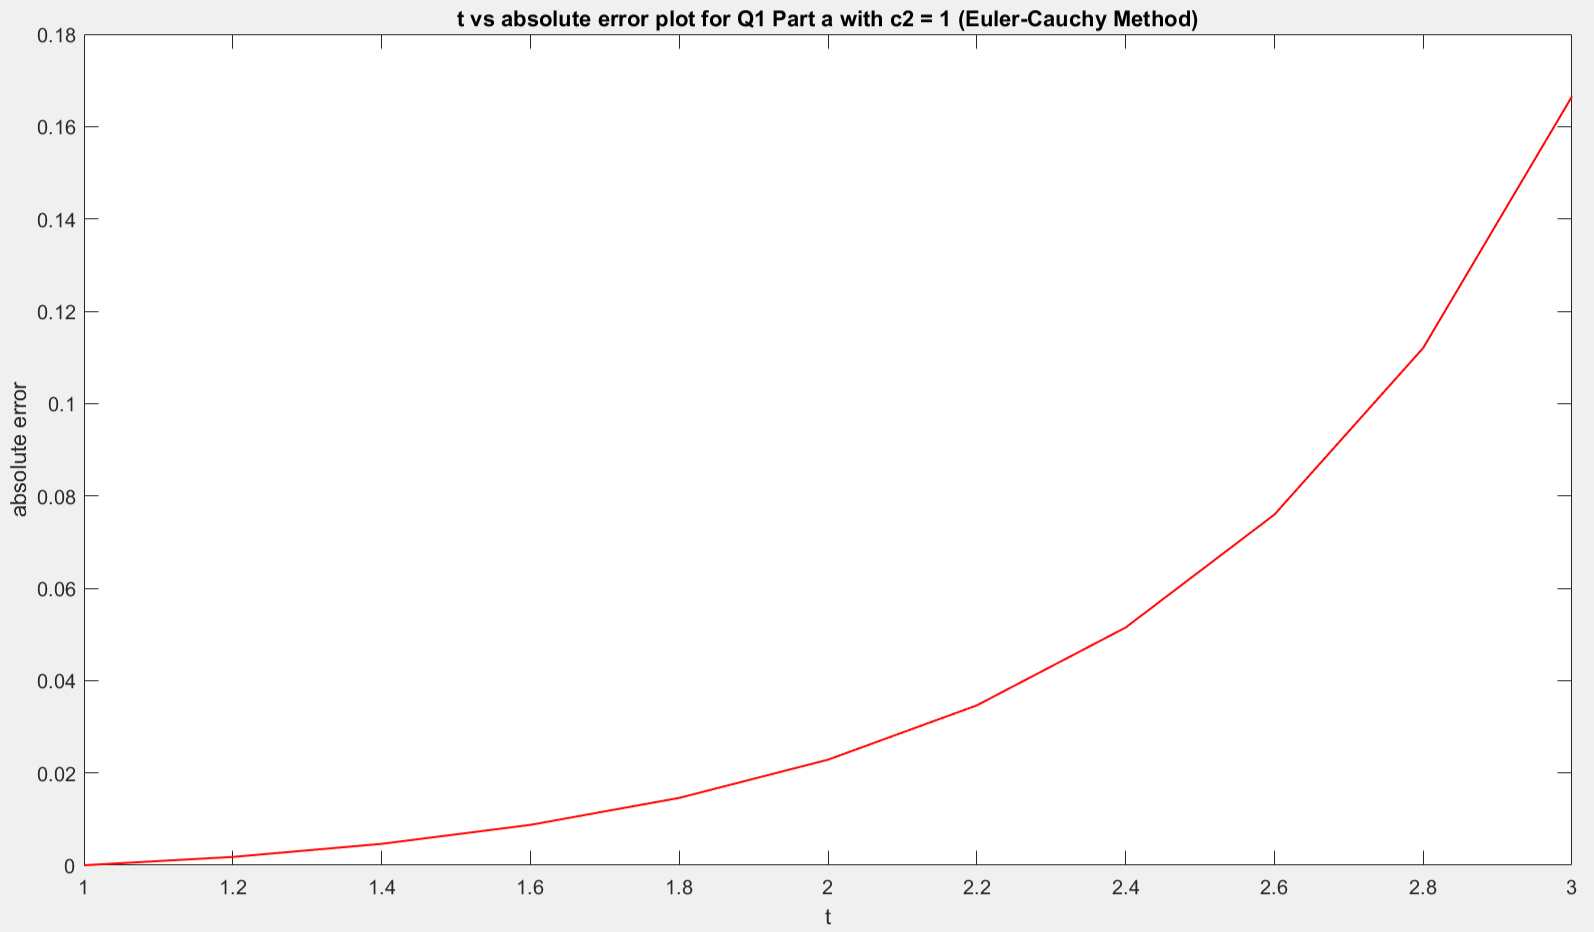 t vs absolute error plot for Q1 Part a with c2 = 1 (Euler-Cauchy Method)
0.18
0.16
0.14
0.12
0.1
0.08
0.06
0.04
0.02
0
absolute error
1 1.2 1.4 1.6 1.8 2 2.2 2.4 2.6 2.8 3
t